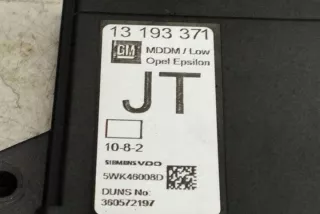 13 193 371
GM
MDDM / Low
Opel Epsilon
JT
10-8-2
SIEMENS VDO
5WK46008D
DUNS No:
360572197